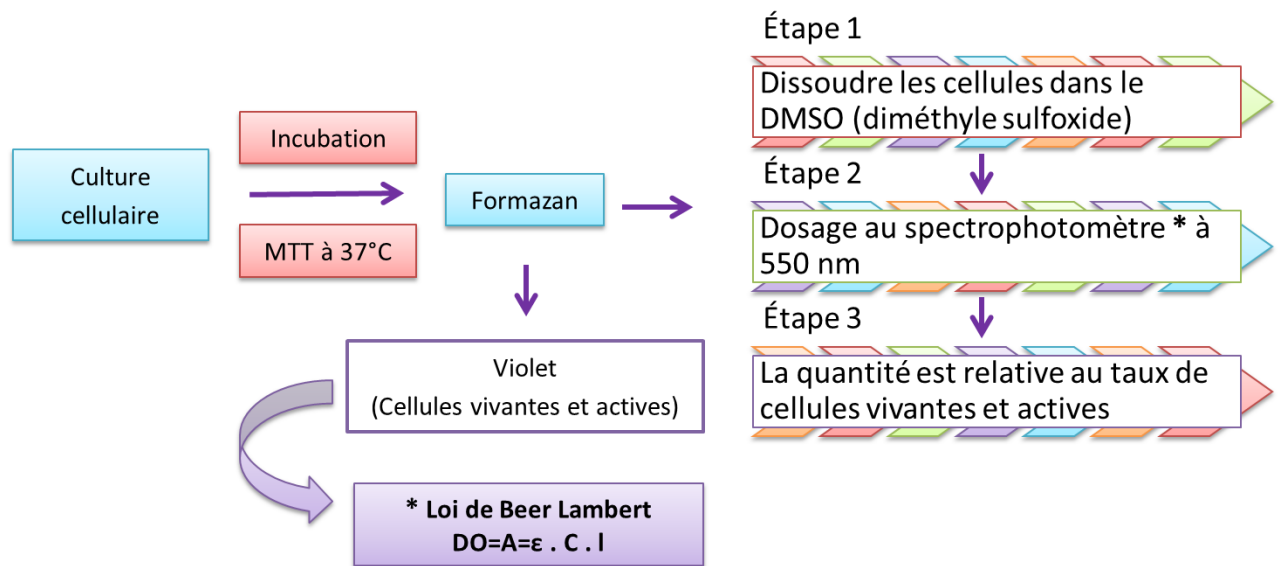 Culture
cellulaire
Incubation
MTT à 37°C
Formazan
Violet
(Cellules vivantes et actives)
* Loi de Beer Lambert
DO=A=ε . C . l
Étape 1
Dissoudre les cellules dans le
DMSO (diméthyle sulfoxide)
Étape 2
Dosage au spectrophotomètre * à
550 nm
Étape 3
La quantité est relative au taux de
cellules vivantes et actives